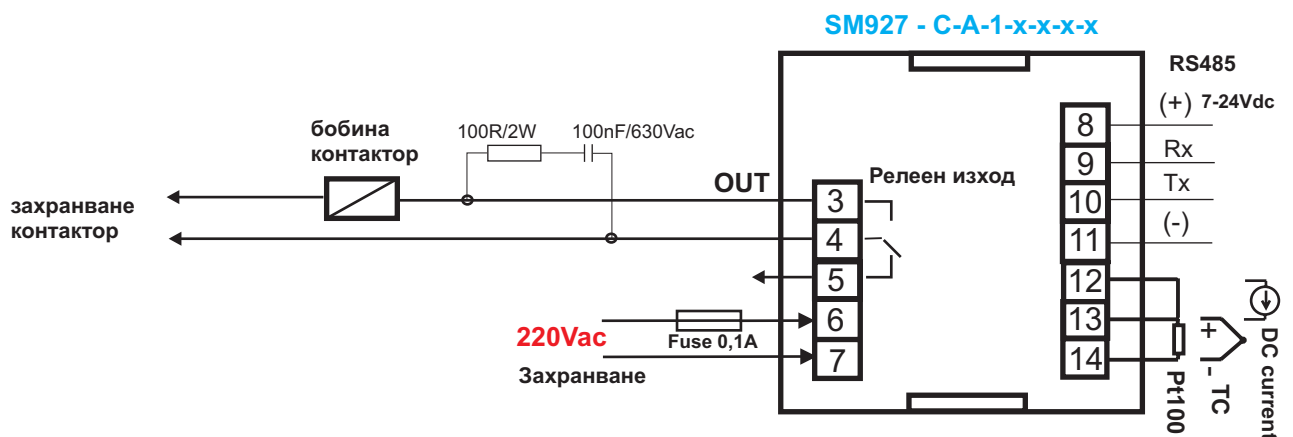 SM927 - C-A-1-x-x-x-x
RS485
(+) 7-24Vdc
Rx
Tx
(-)
бобина
контактор
100R/2W
100nF/630Vac
OUT
Релеен изход
захранване
контактор
3
4
5
6
7
8
9
10
11
12
13
14
220Vac
Fuse 0,1A
Захранване
+
- TC
Pt100
DC current